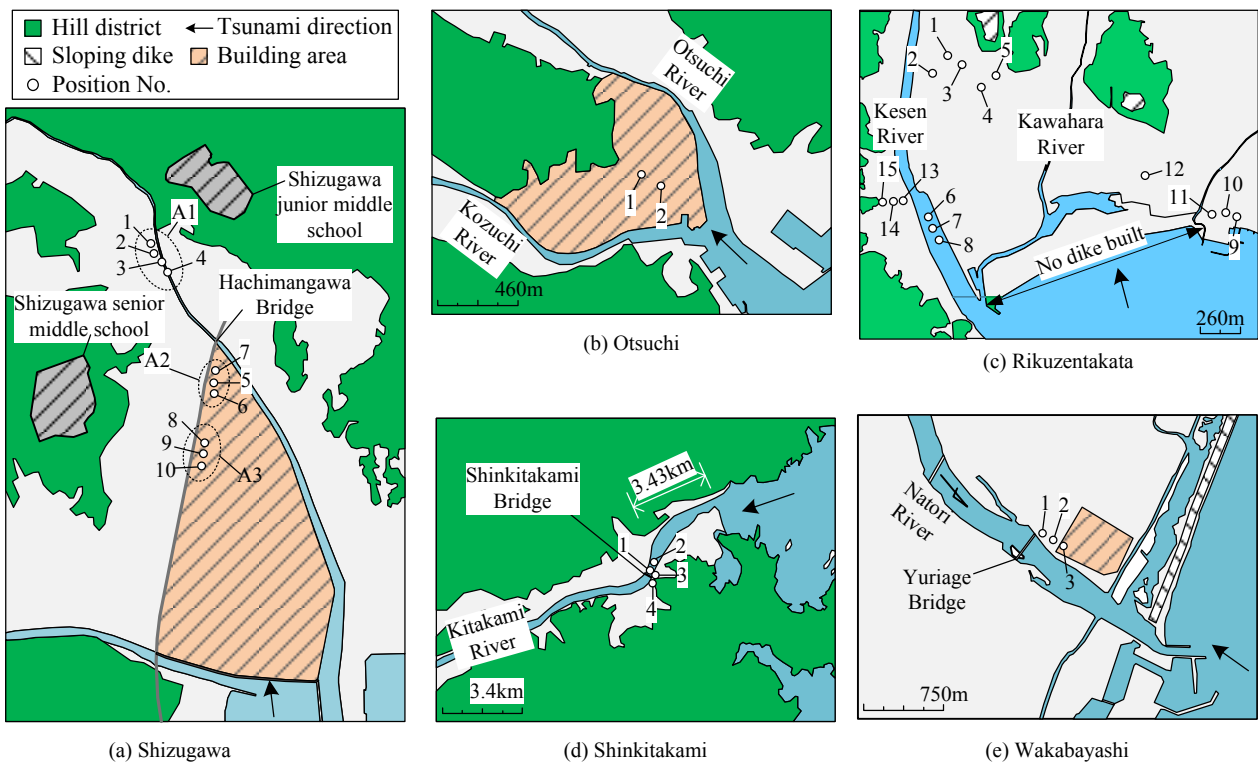 Hill district
Tsunami direction
Sloping dike
Building area
Position No.
Shizugawa
junior middle
school
A1
1
2
3
4
Hachimangawa
Bridge
Shizugawa senior
middle school
A2
7
5
6
8
9
10
A3
(a) Shizugawa
Otsuchi
River
1
2
Kozuchi
River
460m
(b) Otsuchi
1
2
3
4
5
Kesen
River
Kawahara
River
15
13
14
6
7
8
12
11
10
9
No dike built
260m
(c) Rikuzentakata
3.43km
Shinkitakami
Bridge
1
2
3
4
Kitakami
River
3.4km
(d) Shinkitakami
Natori
River
1
2
3
Yuriage
Bridge
750m
(e) Wakabayashi